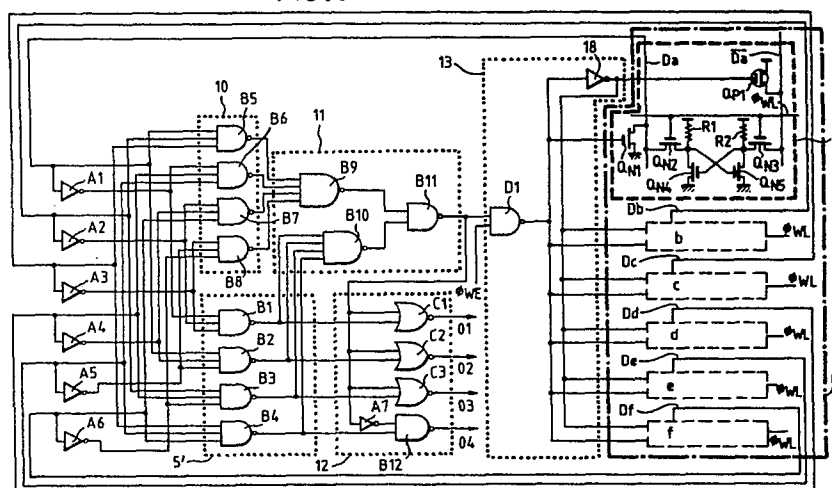 13
18
Da
D̅a̅
QP1
φWL
10
B5
B6
B7
B8
11
B9
B10
B11
D1
QN1
QN2
R1
R2
QN3
QN4
QN5
A1
A2
A3
A4
A5
A6
φWE
B1
B2
B3
B4
5'
C1
C2
C3
A7
B12
12
01
02
03
04
Db
b
φWL
Dc
c
φWL
Dd
d
φWL
De
e
φWL
Df
f
φWL